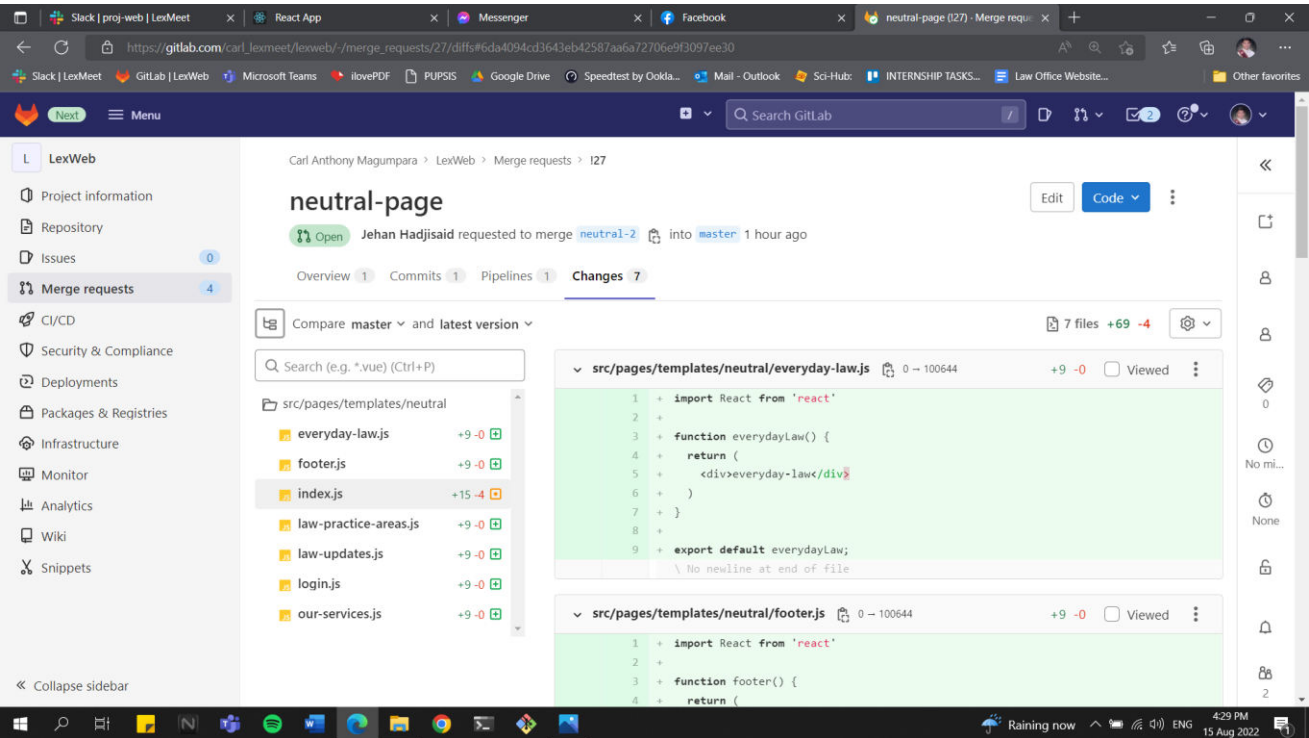 Slack | proj-web | LexMeet
React App
Messenger
Facebook
neutral-page (!27) · Merge reque
https://gitlab.com/carl_lexmeet/lexweb/-/merge_requests/27/diffs#6da4094cd3643eb42587aa6a72706e9f3097ee30
Slack | LexMeet
GitLab | LexWeb
Microsoft Teams
iLovePDF
PUPSIS
Google Drive
Speedtest by Ookla...
Mail - Outlook
Sci-Hub:
INTERNSHIP TASKS...
Law Office Website...
Other favorites
Next
Menu
Search GitLab
/
2
L LexWeb
Project information
Repository
Issues 0
Merge requests 4
CI/CD
Security & Compliance
Deployments
Packages & Registries
Infrastructure
Monitor
Analytics
Wiki
Snippets
Collapse sidebar
Carl Anthony Magumpara > LexWeb > Merge requests > !27
neutral-page
Edit
Code
Open Jehan Hadjisaid requested to merge neutral-2 into master 1 hour ago
Overview 1 Commits 1 Pipelines 1 Changes 7
Compare master and latest version
7 files +69 -4
Search (e.g. *.vue) (Ctrl+P)
src/pages/templates/neutral
everyday-law.js +9 -0
footer.js +9 -0
index.js +15 -4
law-practice-areas.js +9 -0
law-updates.js +9 -0
login.js +9 -0
our-services.js +9 -0
src/pages/templates/neutral/everyday-law.js 0 → 100644 +9 -0 Viewed
1 + import React from 'react'
2 +
3 + function everydayLaw() {
4 + return (
5 + <div>everyday-law</div>
6 + )
7 + }
8 +
9 + export default everydayLaw;
\ No newline at end of file
src/pages/templates/neutral/footer.js 0 → 100644 +9 -0 Viewed
1 + import React from 'react'
2 +
3 + function footer() {
4 + return (
0
No mi...
None
2
Raining now
ENG
4:29 PM
15 Aug 2022
1